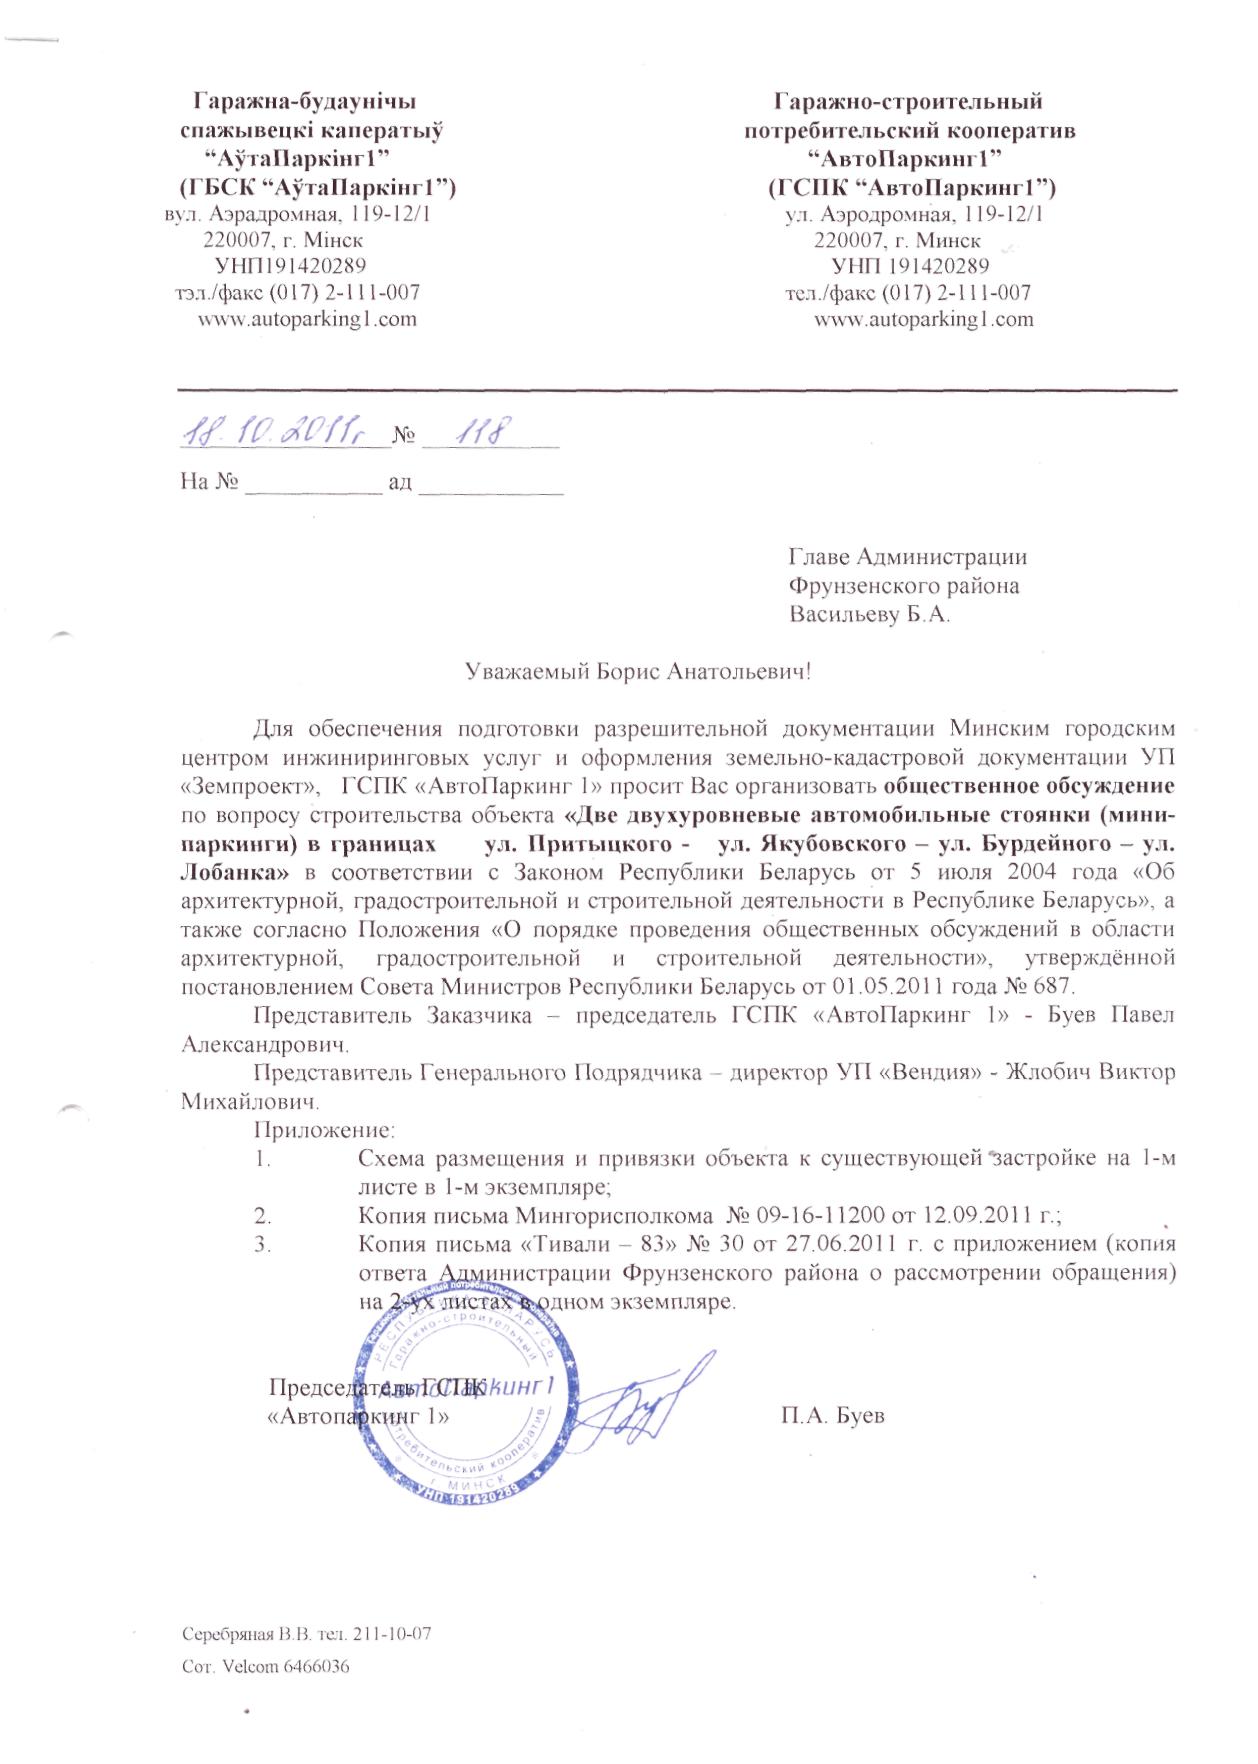 Гаражна-будаунічы
спажывецкі каператыў
“АўтаПаркінг1”
(ГБСК “АўтаПаркінг1”)
вул. Аэрадромная, 119-12/1
220007, г. Мінск
УНП191420289
тэл./факс (017) 2-111-007
www.autoparking1.com
Гаражно-строительный
потребительский кооператив
“АвтоПаркинг1”
(ГСПК “АвтоПаркинг1”)
ул. Аэродромная, 119-12/1
220007, г. Минск
УНП 191420289
тел./факс (017) 2-111-007
www.autoparking1.com
18.10.2011г № 118
На № ___________ ад ____________
Главе Администрации
Фрунзенского района
Васильеву Б.А.
Уважаемый Борис Анатольевич!
Для обеспечения подготовки разрешительной документации Минским городским
центром инжиниринговых услуг и оформления земельно-кадастровой документации УП
«Землпроект», ГСПК «АвтоПаркинг 1» просит Вас организовать общественное обсуждение
по вопросу строительства объекта «Две двухуровневые автомобильные стоянки (мини-
паркинги) в границах ул. Притыцкого - ул. Якубовского – ул. Бурдейного – ул.
Лобанка» в соответствии с Законом Республики Беларусь от 5 июля 2004 года «Об
архитектурной, градостроительной и строительной деятельности в Республике Беларусь», а
также согласно Положения «О порядке проведения общественных обсуждений в области
архитектурной, градостроительной и строительной деятельности», утверждённой
постановлением Совета Министров Республики Беларусь от 01.05.2011 года № 687.
Представитель Заказчика – председатель ГСПК «АвтоПаркинг 1» - Буев Павел
Александрович.
Представитель Генерального Подрядчика – директор УП «Вендия» - Жлобич Виктор
Михайлович.
Приложение:
1. Схема размещения и привязки объекта к существующей застройке на 1-м
листе в 1-м экземпляре;
2. Копия письма Мингорисполкома № 09-16-11200 от 12.09.2011 г.;
3. Копия письма «Тивали – 83» № 30 от 27.06.2011 г. с приложением (копия
ответа Администрации Фрунзенского района о рассмотрении обращения)
на 2-ух листах в одном экземпляре.
Председатель ГСПК
«Автопаркинг 1» П.А. Буев
РЕСПУБЛИКА БЕЛАРУСЬ
Гаражно-строительный
АвтоПаркинг1
потребительский кооператив
г. МИНСК
УНП 191420289
Серебряная В.В. тел. 211-10-07
Сот. Velcom 6466036